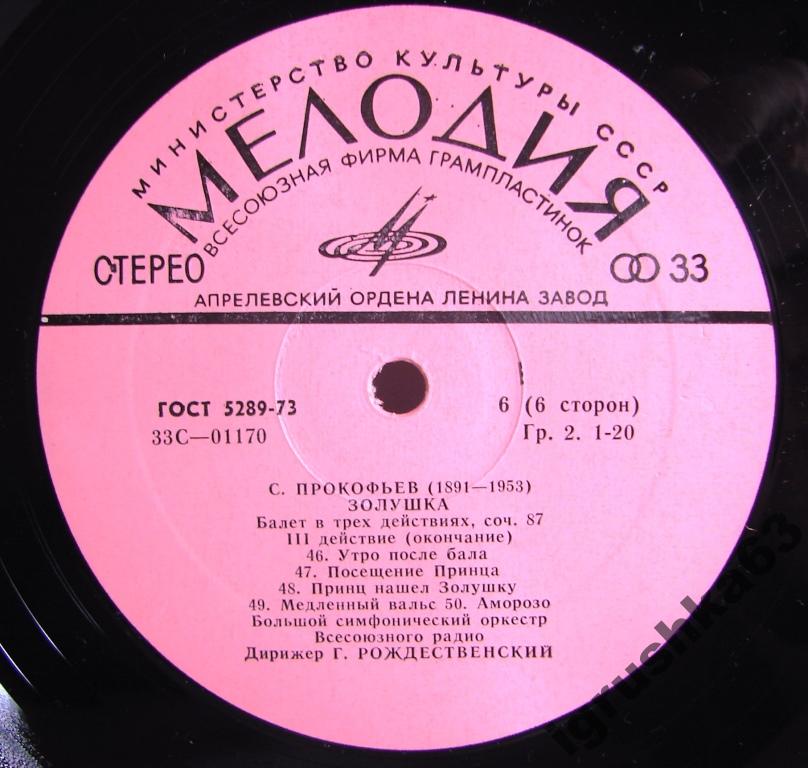 МИНИСТЕРСТВО КУЛЬТУРЫ СССР
МЕЛОДИЯ
ВСЕСОЮЗНАЯ ФИРМА ГРАМПЛАСТИНОК
СТЕРЕО
33
АПРЕЛЕВСКИЙ ОРДЕНА ЛЕНИНА ЗАВОД
ГОСТ 5289-73
6 (6 сторон)
33С—01170
Гр. 2. 1-20
С. ПРОКОФЬЕВ (1891—1953)
ЗОЛУШКА
Балет в трех действиях, соч. 87
III действие (окончание)
46. Утро после бала
47. Посещение Принца
48. Принц нашел Золушку
49. Медленный вальс 50. Аморозо
Большой симфонический оркестр
Всесоюзного радио
Дирижер Г. РОЖДЕСТВЕНСКИЙ
igrushka63